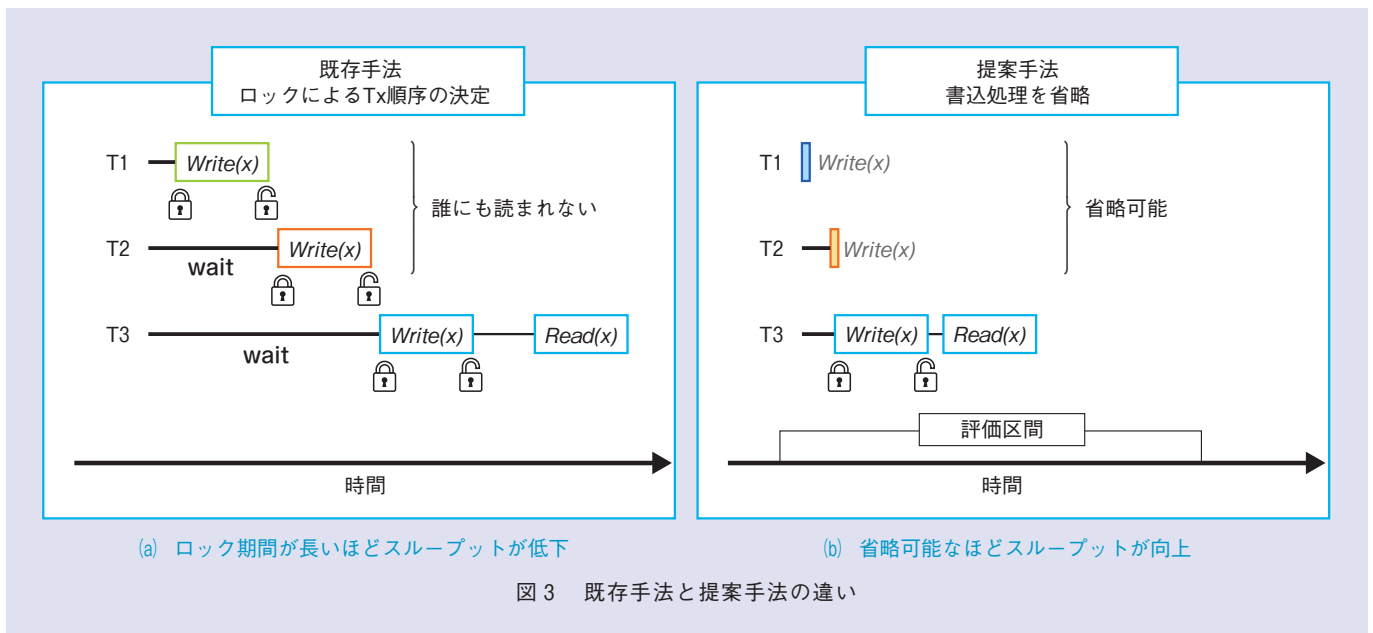 既存手法
ロックによるTx順序の決定
T1
Write(x)
誰にも読まれない
T2
wait
Write(x)
T3
wait
Write(x)
Read(x)
時間
(a) ロック期間が長いほどスループットが低下
提案手法
書込処理を省略
T1
Write(x)
省略可能
T2
Write(x)
T3
Write(x)
Read(x)
評価区間
時間
(b) 省略可能なほどスループットが向上
図3 既存手法と提案手法の違い